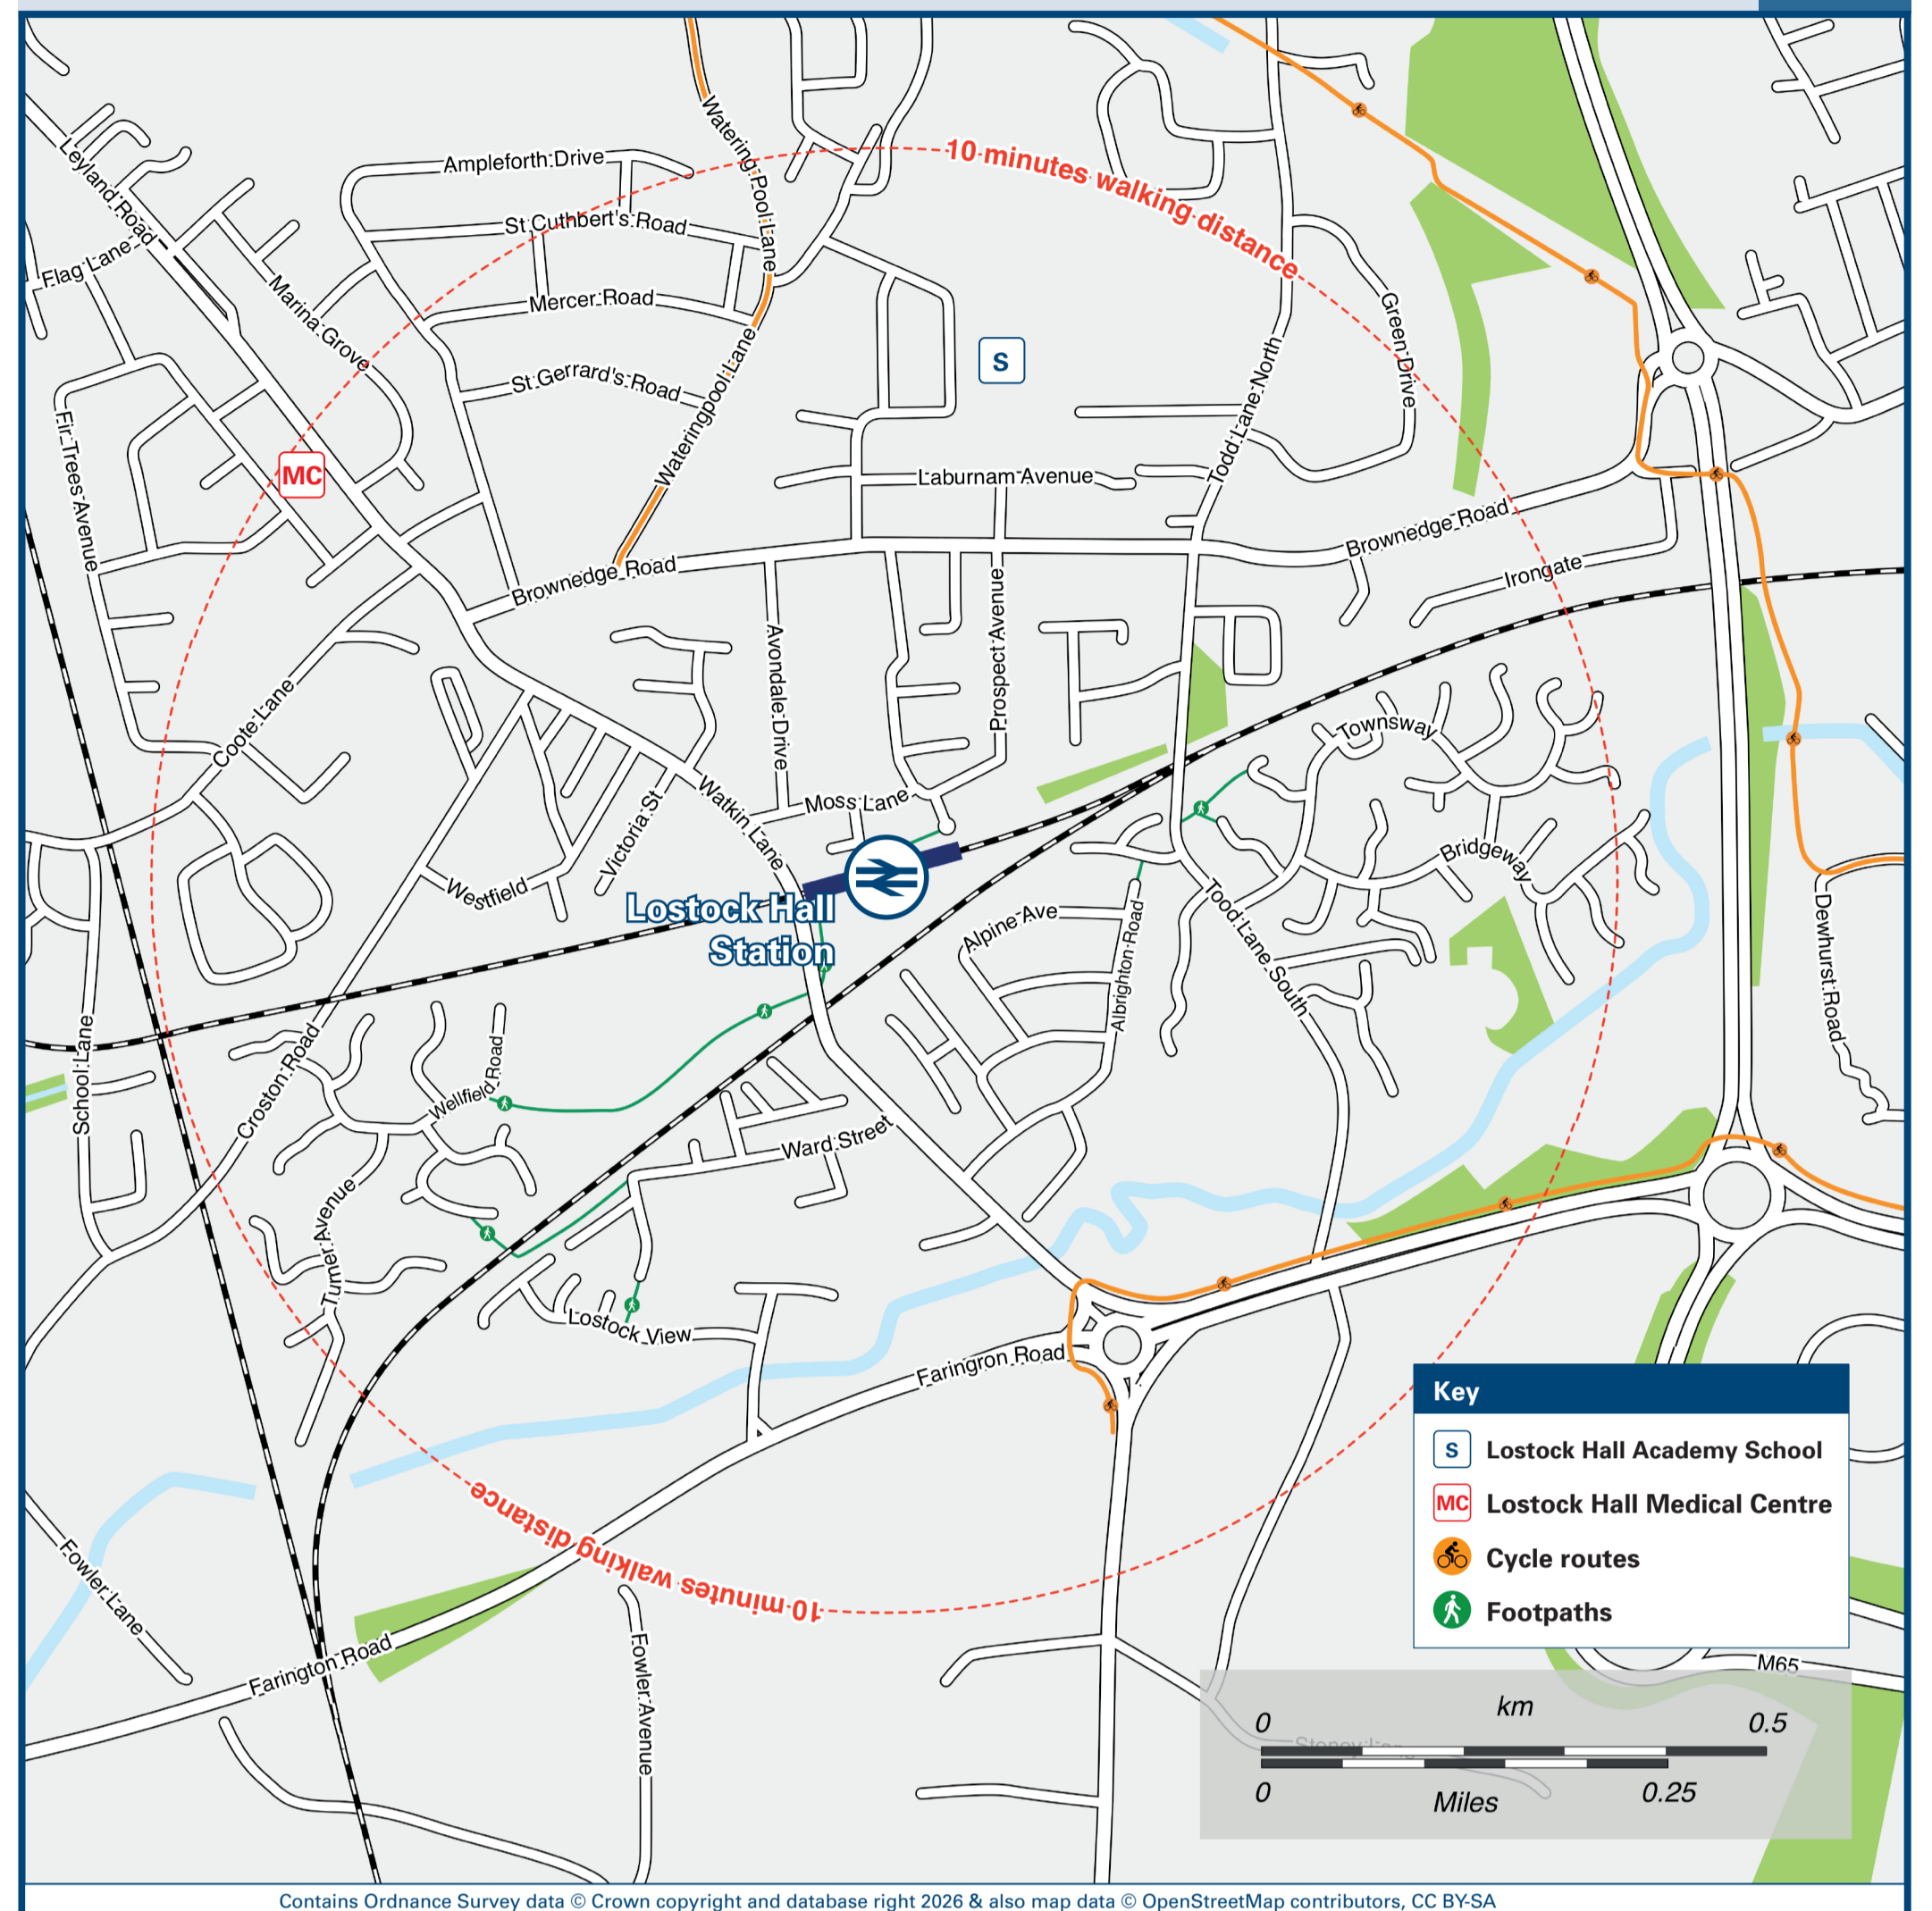 10 minutes walking distance
Watering Pool Lane
Leyland Road
Ampleforth Drive
St Cuthbert's Road
Flag Lane
Marina Grove
Mercer Road
Green Drive
S
St Gerrard's Road
Wateringpool Lane
Todd Lane North
Fir Trees Avenue
MC
Laburnam Avenue
Brownedge Road
Brownedge Road
Irongate
Avondale Drive
Prospect Avenue
Coote Lane
Townsway
Watkin Lane
Moss Lane
Victoria St
Bridgeway
Westfield
Lostock Hall
Station
Alpine Ave
Albrighton Road
Todd Lane South
Dewhurst Road
School Lane
Croston Road
Wellfield Road
Ward Street
Turner Avenue
Lostock View
Faringron Road
10 minutes walking distance
Fowler Lane
Farington Road
Fowler Avenue
Key
S Lostock Hall Academy School
MC Lostock Hall Medical Centre
Cycle routes
Footpaths
M65
km
0 0.5
Stoney Lane
0 0.25
Miles
Contains Ordnance Survey data © Crown copyright and database right 2026 & also map data © OpenStreetMap contributors, CC BY-SA